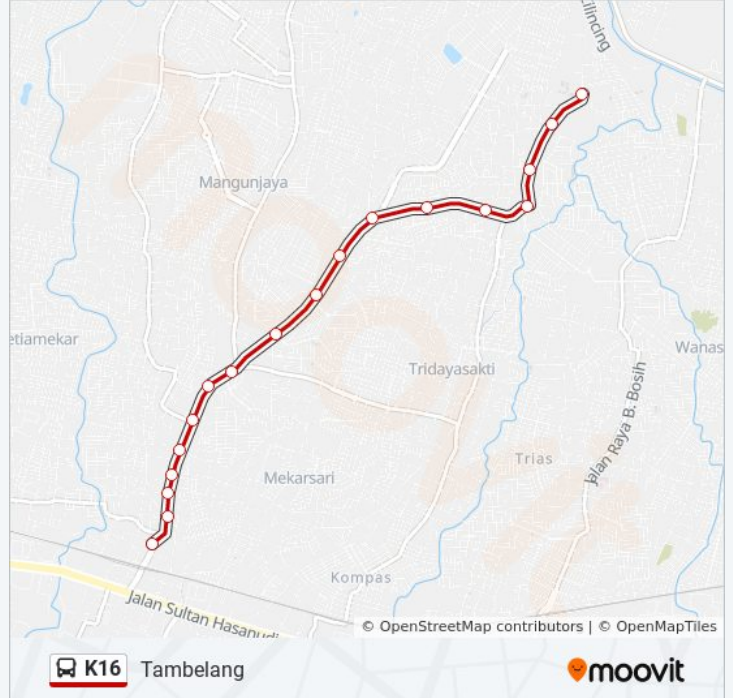 Cilincing
Mangunjaya
etiamekar
Wanas
Tridayasakti
Jalan Raya B. Bosih
Trias
Mekarsari
Kompas
Jalan Sultan Hasanudi
© OpenStreetMap contributors | © OpenMapTiles
K16 Tambelang
moovit